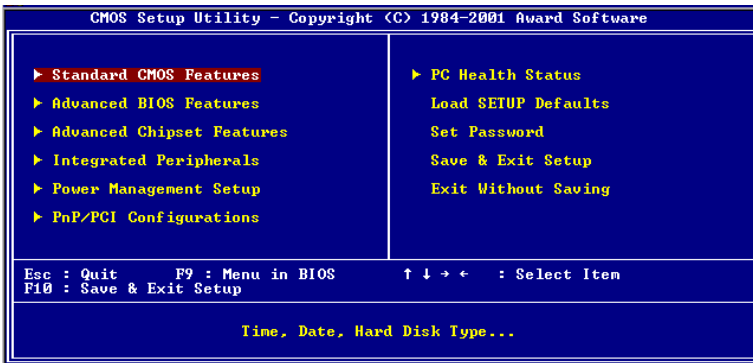 CMOS Setup Utility - Copyright (C) 1984-2001 Award Software
▶ Standard CMOS Features
▶ Advanced BIOS Features
▶ Advanced Chipset Features
▶ Integrated Peripherals
▶ Power Management Setup
▶ PnP/PCI Configurations
▶ PC Health Status
Load SETUP Defaults
Set Password
Save & Exit Setup
Exit Without Saving
Esc : Quit F9 : Menu in BIOS ↑ ↓ → ← : Select Item
F10 : Save & Exit Setup
Time, Date, Hard Disk Type...